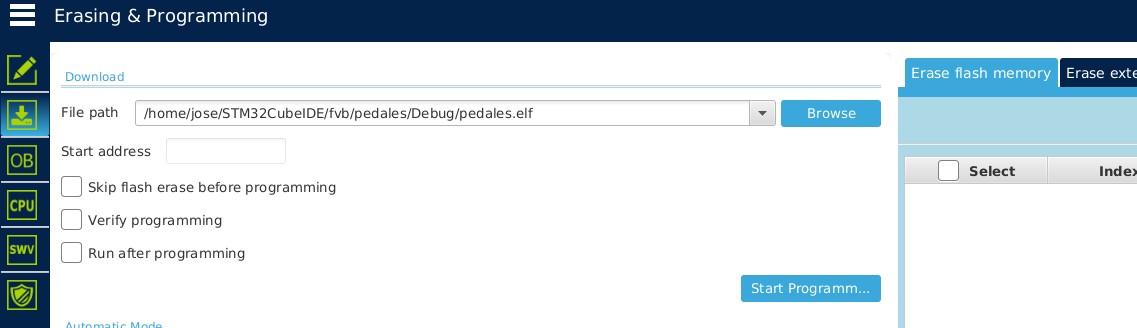 Erasing & Programming
Download
Erase flash memory
Erase exte
File path
/home/jose/STM32CubeIDE/fvb/pedales/Debug/pedales.elf
Browse
Start address
OB
Select
Index
Skip flash erase before programming
CPU
Verify programming
SWV
Run after programming
Start Programm...
Automatic Mode